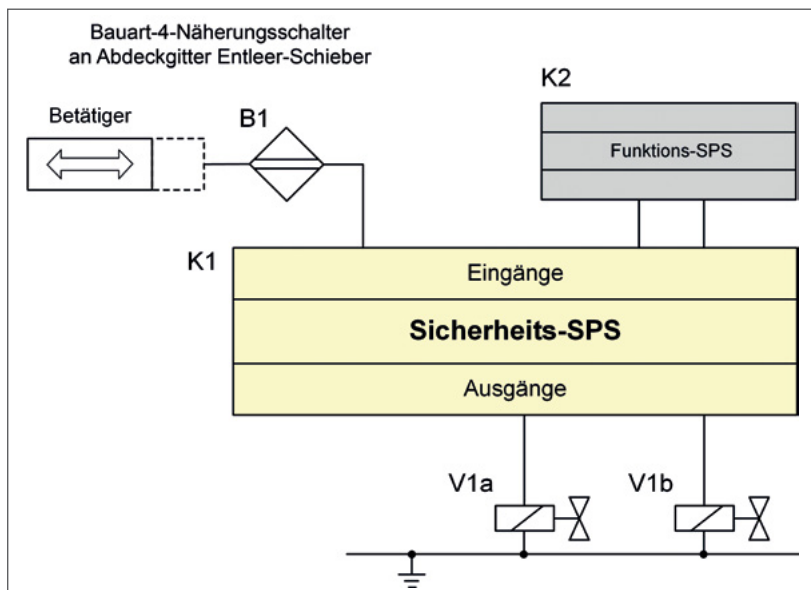 Bauart-4-Näherungsschalter
an Abdeckgitter Entleer-Schieber
Betätiger
B1
K2
Funktions-SPS
K1
Eingänge
Sicherheits-SPS
Ausgänge
V1a
V1b